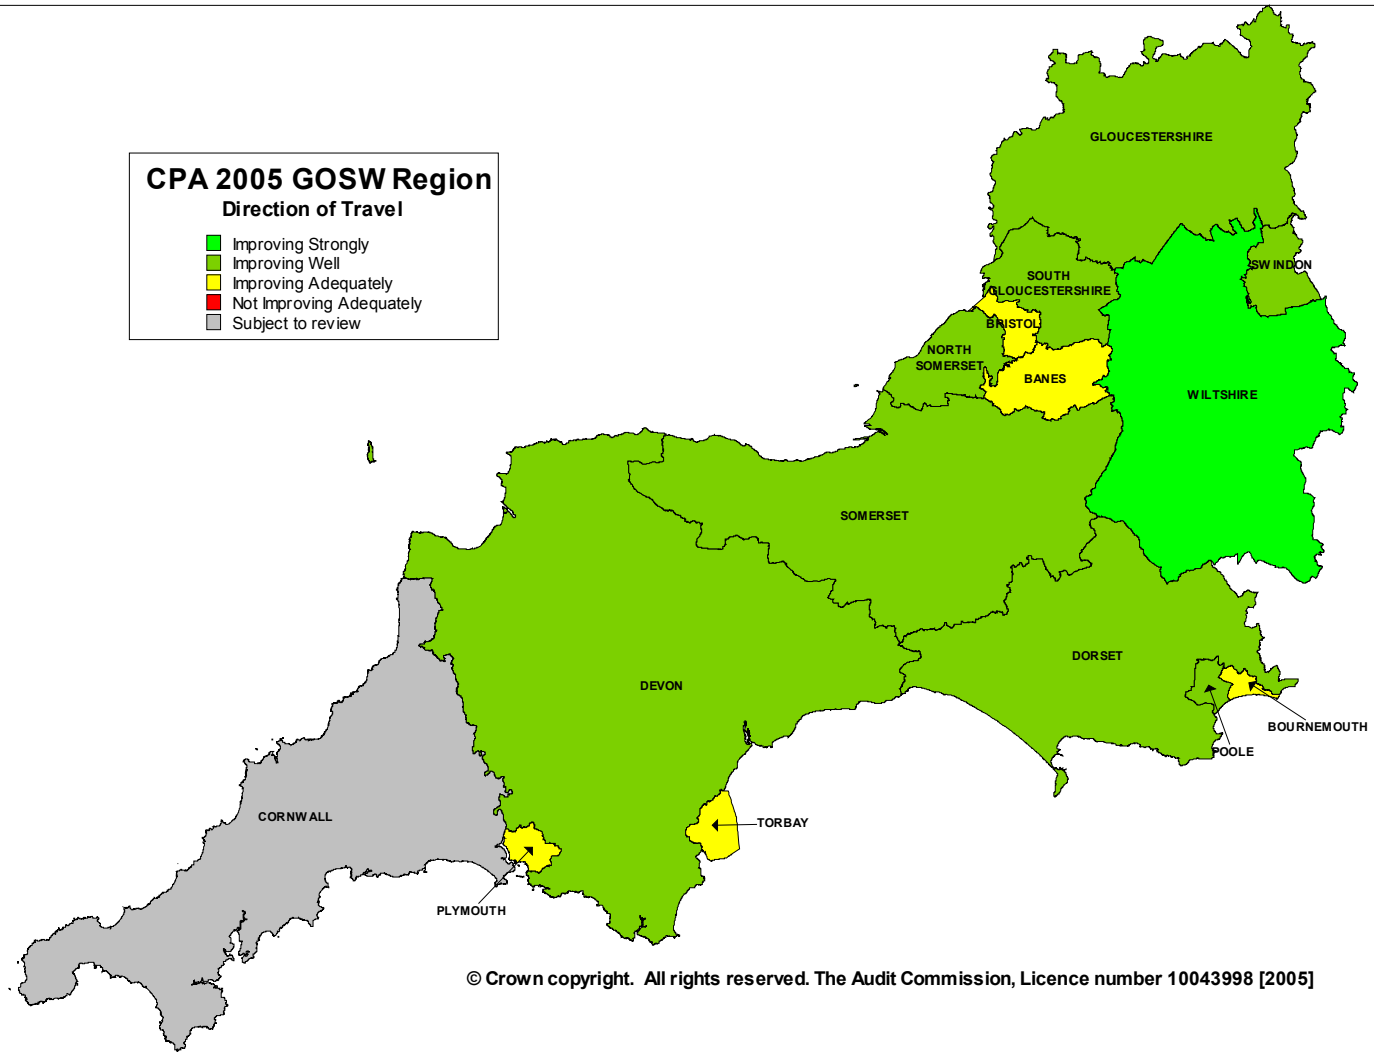 CPA 2005 GOSW Region
Direction of Travel
Improving Strongly
Improving Well
Improving Adequately
Not Improving Adequately
Subject to review
GLOUCESTERSHIRE
SWINDON
SOUTH
GLOUCESTERSHIRE
BRISTOL
NORTH
SOMERSET
BANES
WILTSHIRE
SOMERSET
DORSET
DEVON
BOURNEMOUTH
POOLE
CORNWALL
TORBAY
PLYMOUTH
© Crown copyright. All rights reserved. The Audit Commission, Licence number 10043998 [2005]